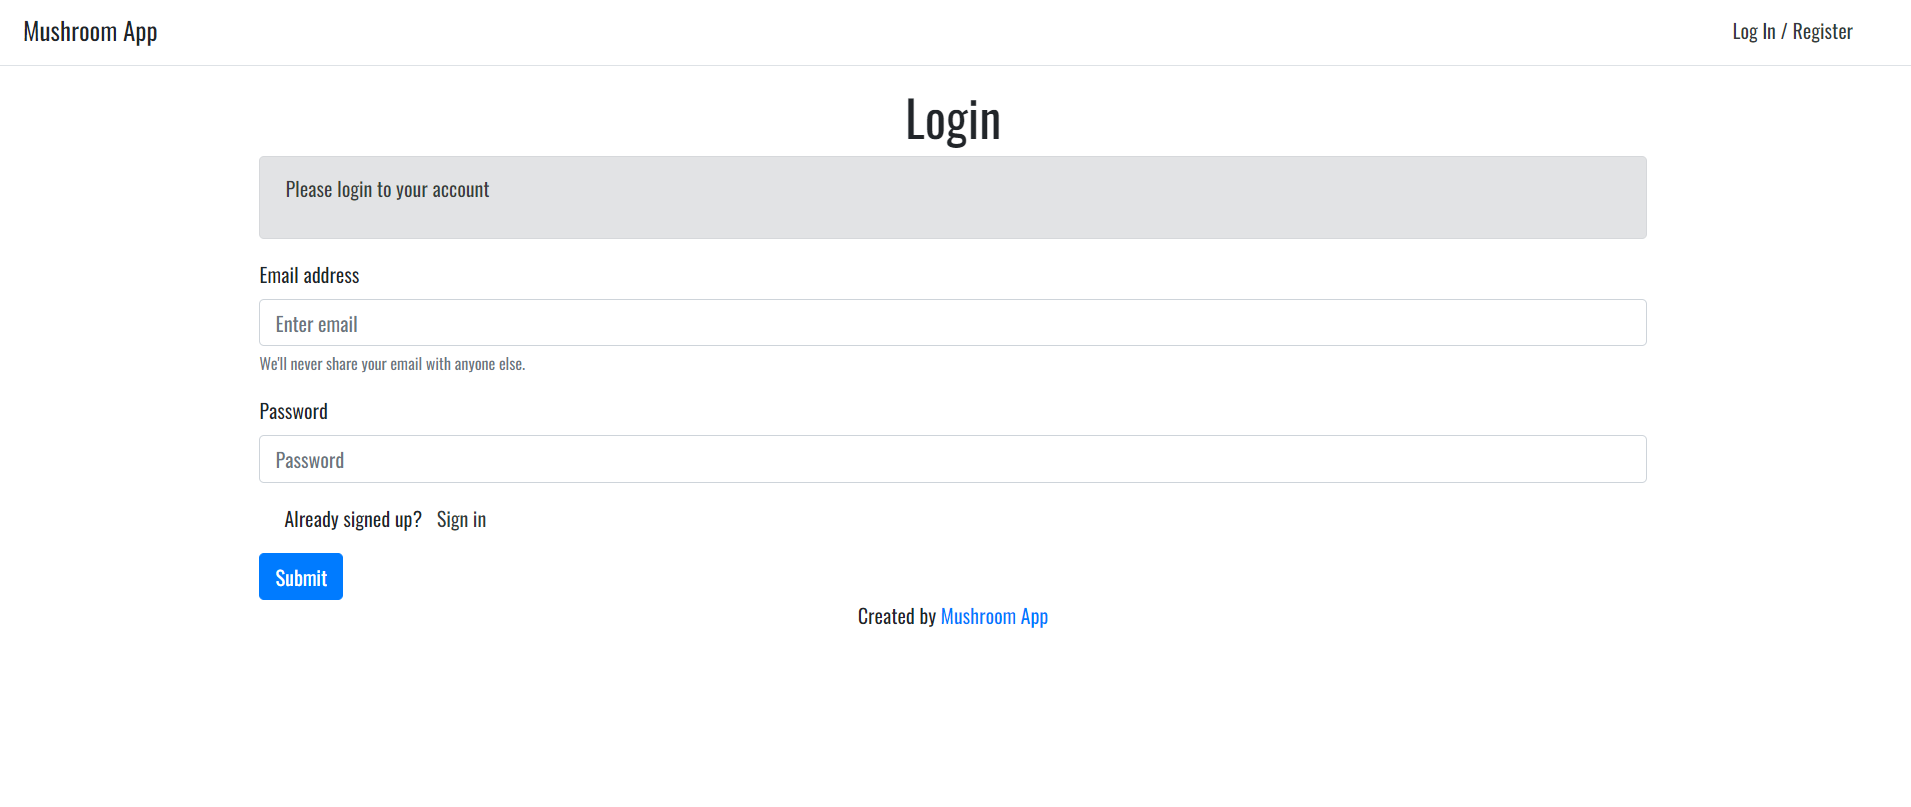 Mushroom App
Log In / Register
Login
Please login to your account
Email address
Enter email
We'll never share your email with anyone else.
Password
Password
Already signed up? Sign in
Submit
Created by Mushroom App